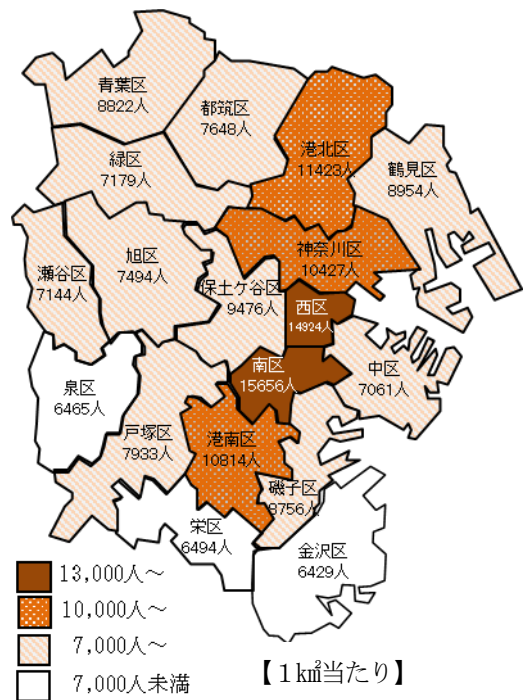 青葉区
8822人
都筑区
7648人
港北区
11423人
鶴見区
8954人
緑区
7179人
神奈川区
10427人
旭区
7494人
瀬谷区
7144人
保土ケ谷区
9476人
西区
14924人
中区
7061人
南区
15656人
泉区
6465人
戸塚区
7933人
港南区
10814人
磯子区
8756人
栄区
6494人
金沢区
6429人
13,000人～
10,000人～
7,000人～
7,000人未満
【１㎢当たり】